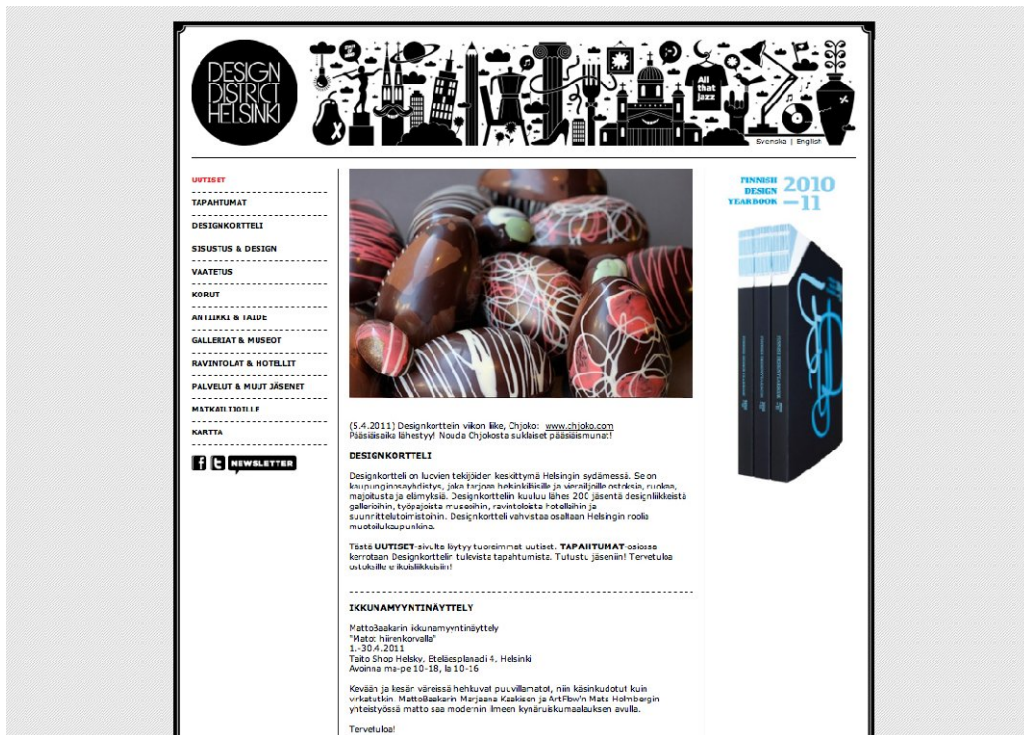 DESIGN
DISTRICT
HELSINKI
All
that
jazz
Svenska | English
UUTISET
TAPAHTUMAT
DESIGNKORTTELI
SISUSTUS & DESIGN
VAATETUS
KORUT
ANTIIKKI & TAIDE
GALLERIAT & MUSEOT
RAVINTOLAT & HOTELLIT
PALVELUT & MUUT JÄSENET
MATKAILIJOILLE
KARTTA
NEWSLETTER
(5.4.2011) Designkorttein viikon liike, Chjoko: www.chjoko.com
Pääsiäisaika lähestyy! Nouda Chjokosta suklaiset pääsiäismunat!
DESIGNKORTTELI
Designkortteli on luovien tekijöiden keskittymä Helsingin sydämessä. Se on
kaupunginosayhdistys, joka tarjoaa helsinkiläisille ja vierailijoille ostoksia, ruokaa,
majoitusta ja elämyksiä. Designkortteliin kuuluu lähes 200 jäsentä designliikkeistä
gallerioihin, työpajoista museoihin, ravintoloista hotelleihin ja
suunnittelutoimistoihin. Designkortteli vahvistaa osaltaan Helsingin roolia
muotoilukaupunkina.
Tästä UUTISET-sivulta löytyy tuoreimmat uutiset. TAPAHTUMAT-osiossa
kerrotaan Designkorttelin tulevista tapahtumista. Tutustu jäseniin! Tervetuloa
ostoksille erikoisliikkeisiin!
IKKUNAMYYNTINÄYTTELY
MattoBaakarin ikkunamyyntinäyttely
"Matot hiirenkorvalla"
1.-30.4.2011
Taito Shop Helsky, Eteläesplanadi 4, Helsinki
Avoinna ma-pe 10-18, la 10-16
Kevään ja kesän väreissä hehkuvat puuvillamatot, niin käsinkudotut kuin
virkatutkin. MattoBaakarin Marjaana Kaakisen ja ArtFlow'n Mats Holmbergin
yhteistyössä matto saa modernin ilmeen kynäruiskumaalauksen avulla.
Tervetuloa!
FINNISH
DESIGN
YEARBOOK
2010
—11